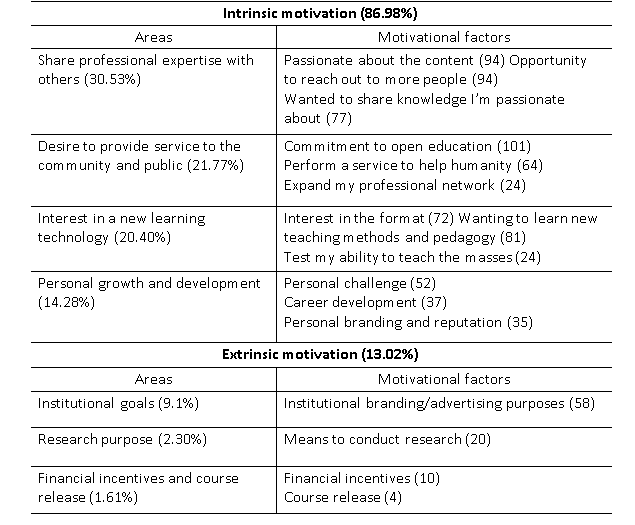 Intrinsic motivation (86.98%)
Areas
Motivational factors
Share professional expertise with
others (30.53%)
Passionate about the content (94) Opportunity
to reach out to more people (94)
Wanted to share knowledge I'm passionate
about (77)
Desire to provide service to the
community and public (21.77%)
Commitment to open education (101)
Perform a service to help humanity (64)
Expand my professional network (24)
Interest in a new learning
technology (20.40%)
Interest in the format (72) Wanting to learn new
teaching methods and pedagogy (81)
Test my ability to teach the masses (24)
Personal growth and development
(14.28%)
Personal challenge (52)
Career development (37)
Personal branding and reputation (35)
Extrinsic motivation (13.02%)
Areas
Motivational factors
Institutional goals (9.1%)
Institutional branding/advertising purposes (58)
Research purpose (2.30%)
Means to conduct research (20)
Financial incentives and course
release (1.61%)
Financial incentives (10)
Course release (4)